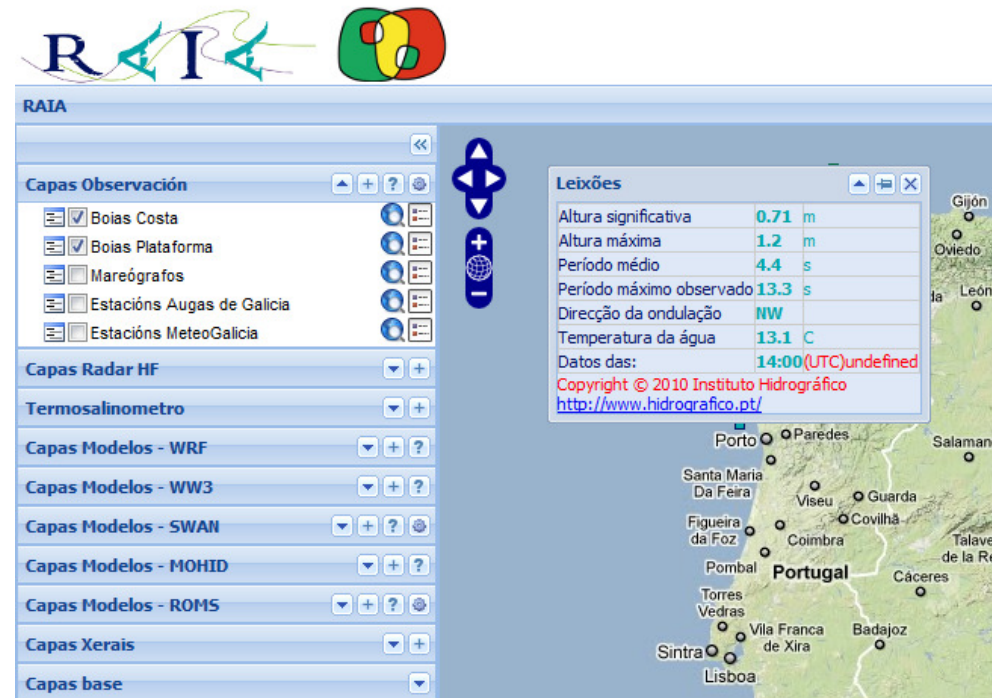 RAIA
RAIA
Capas Observación
Boias Costa
Boias Plataforma
Mareógrafos
Estacións Augas de Galicia
Estacións MeteoGalicia
Capas Radar HF
Termosalinometro
Capas Modelos - WRF
Capas Modelos - WW3
Capas Modelos - SWAN
Capas Modelos - MOHID
Capas Modelos - ROMS
Capas Xerais
Capas base
Leixões
Altura significativa 0.71 m
Altura máxima 1.2 m
Período médio 4.4 s
Período máximo observado 13.3 s
Direcção da ondulação NW
Temperatura da água 13.1 C
Datos das: 14:00(UTC)undefined
Copyright © 2010 Instituto Hidrográfico
http://www.hidrografico.pt/
Gijón
Oviedo
León
Porto
Paredes
Salaman
Santa Maria
Da Feira
Viseu
Guarda
Figueira
da Foz
Coimbra
Covilhã
Talave
de la Re
Pombal
Portugal
Cáceres
Torres
Vedras
Vila Franca
de Xira
Badajoz
Sintra
Lisboa